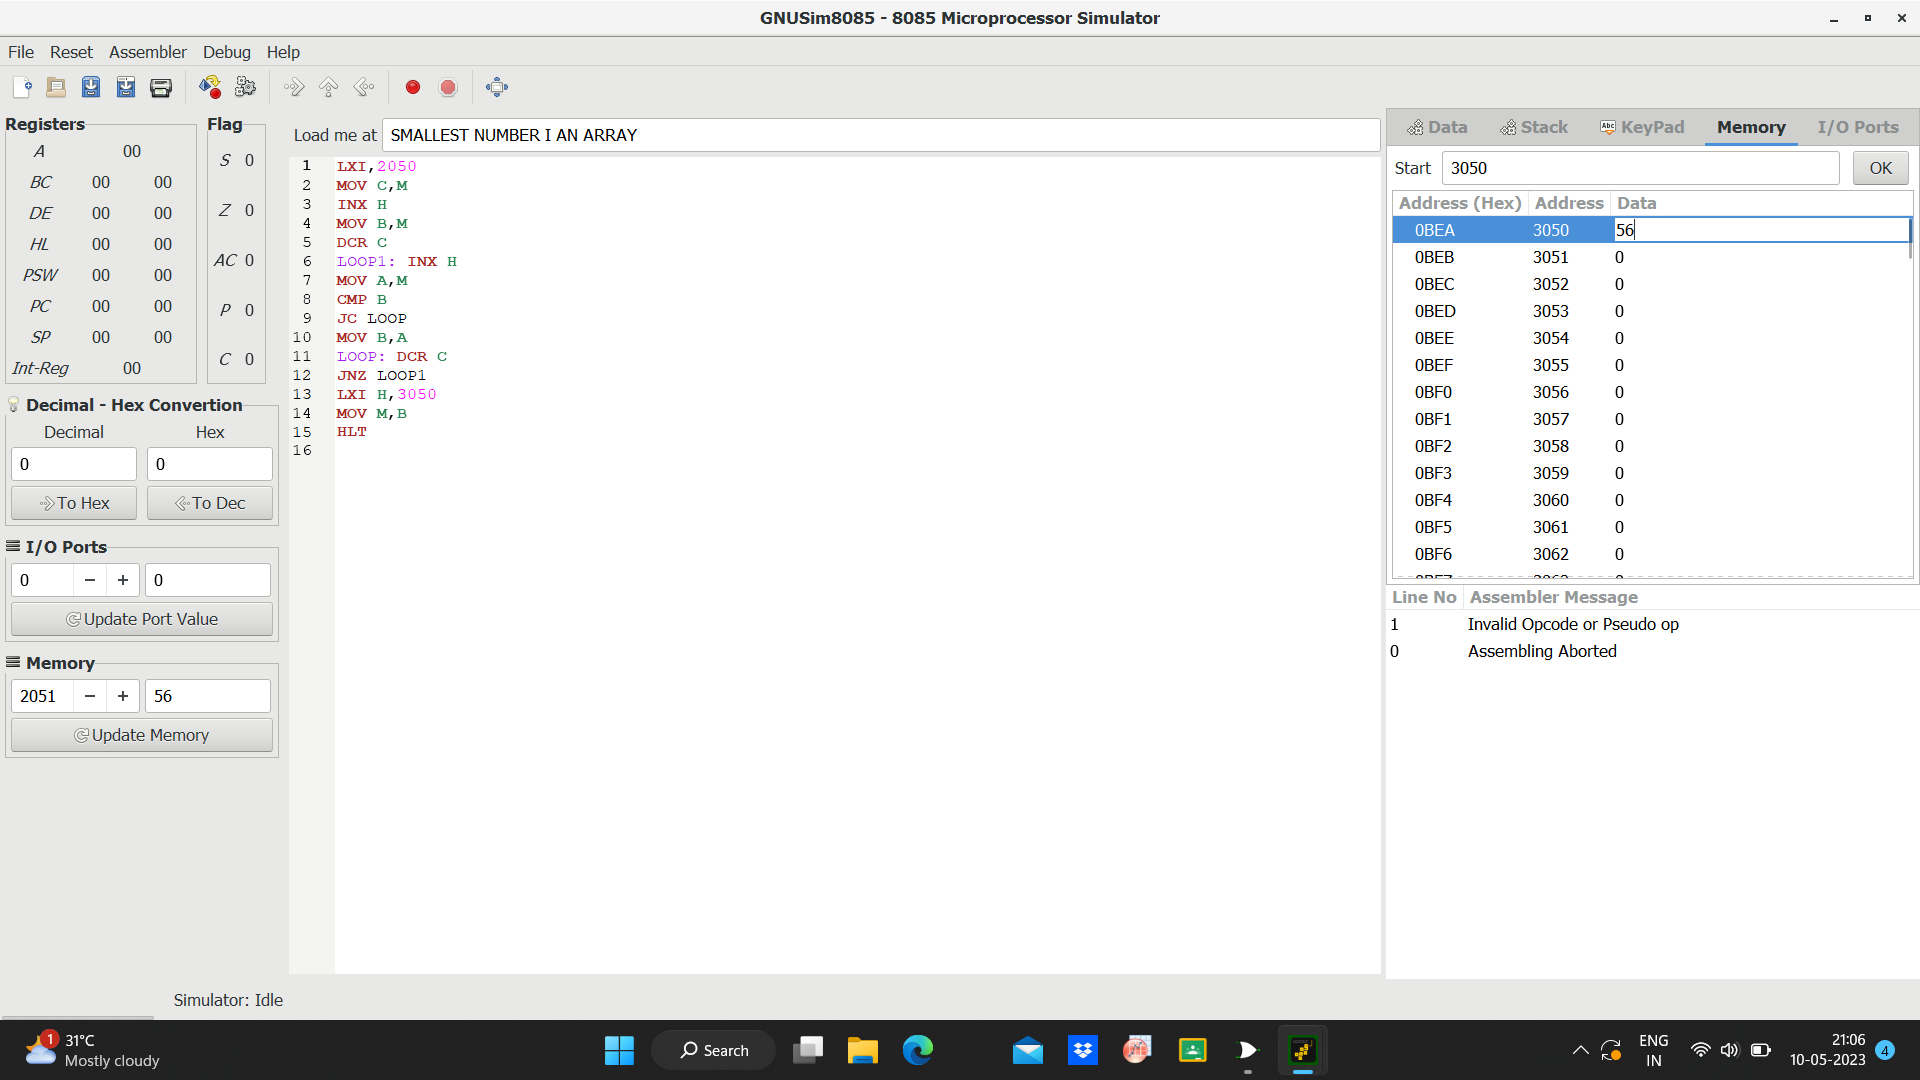 GNUSim8085 - 8085 Microprocessor Simulator
File Reset Assembler Debug Help
Registers
A 00
BC 00 00
DE 00 00
HL 00 00
PSW 00 00
PC 00 00
SP 00 00
Int-Reg 00
Flag
S 0
Z 0
AC 0
P 0
C 0
Decimal - Hex Convertion
Decimal Hex
0 0
To Hex To Dec
I/O Ports
0 − + 0
Update Port Value
Memory
2051 − + 56
Update Memory
Load me at SMALLEST NUMBER I AN ARRAY
1 LXI,2050
2 MOV C,M
3 INX H
4 MOV B,M
5 DCR C
6 LOOP1: INX H
7 MOV A,M
8 CMP B
9 JC LOOP
10 MOV B,A
11 LOOP: DCR C
12 JNZ LOOP1
13 LXI H,3050
14 MOV M,B
15 HLT
16
Data Stack Abc KeyPad Memory I/O Ports
Start 3050 OK
Address (Hex) Address Data
0BEA 3050 56
0BEB 3051 0
0BEC 3052 0
0BED 3053 0
0BEE 3054 0
0BEF 3055 0
0BF0 3056 0
0BF1 3057 0
0BF2 3058 0
0BF3 3059 0
0BF4 3060 0
0BF5 3061 0
0BF6 3062 0
Line No Assembler Message
1 Invalid Opcode or Pseudo op
0 Assembling Aborted
Simulator: Idle
1 31°C
Mostly cloudy
Search
ENG
IN
21:06
10-05-2023
4